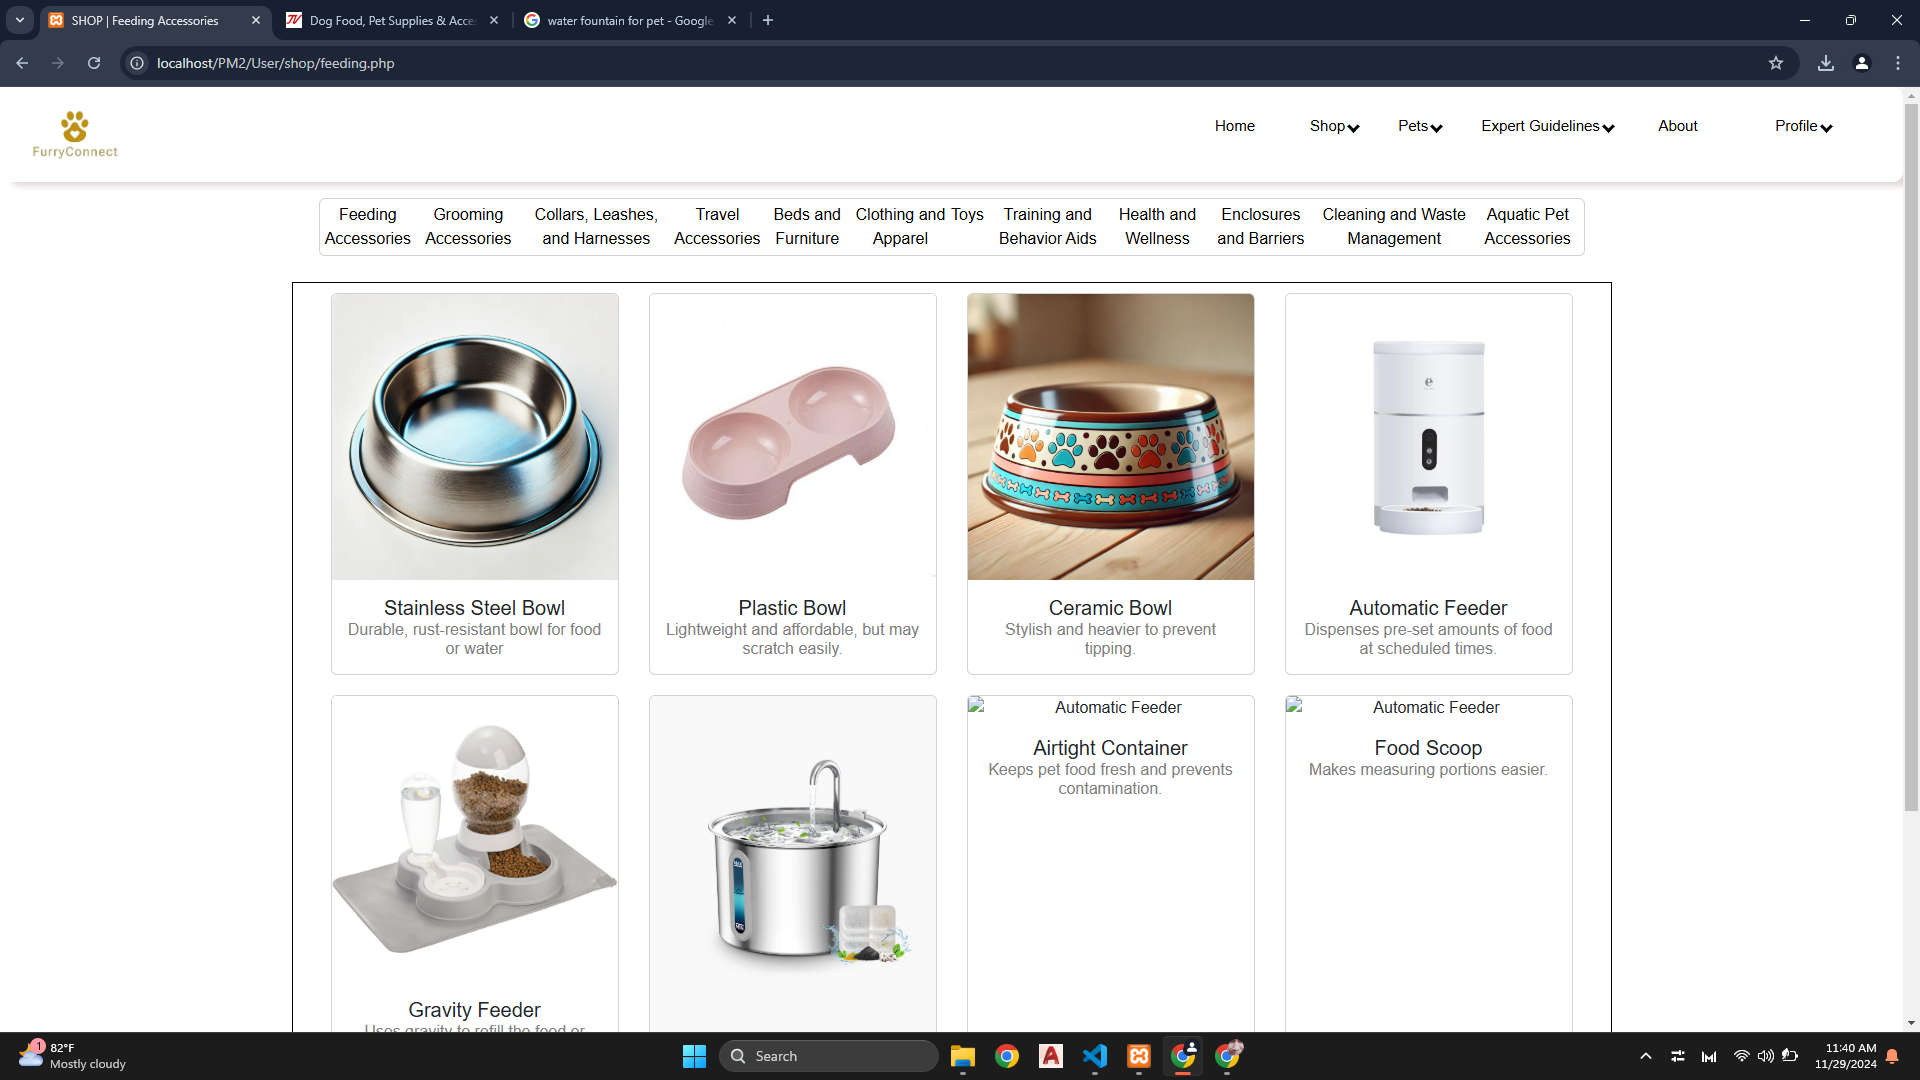 SHOP | Feeding Accessories
Dog Food, Pet Supplies & Acce
water fountain for pet - Google
localhost/PM2/User/shop/feeding.php
FurryConnect
Home
Shop
Pets
Expert Guidelines
About
Profile
Feeding
Accessories
Grooming
Accessories
Collars, Leashes,
and Harnesses
Travel
Accessories
Beds and
Furniture
Clothing and
Apparel
Toys
Training and
Behavior Aids
Health and
Wellness
Enclosures
and Barriers
Cleaning and Waste
Management
Aquatic Pet
Accessories
Stainless Steel Bowl
Durable, rust-resistant bowl for food
or water
Plastic Bowl
Lightweight and affordable, but may
scratch easily.
Ceramic Bowl
Stylish and heavier to prevent
tipping.
Automatic Feeder
Dispenses pre-set amounts of food
at scheduled times.
Gravity Feeder
Uses gravity to refill the food or
Automatic Feeder
Airtight Container
Keeps pet food fresh and prevents
contamination.
Automatic Feeder
Food Scoop
Makes measuring portions easier.
1
82°F
Mostly cloudy
Search
11:40 AM
11/29/2024